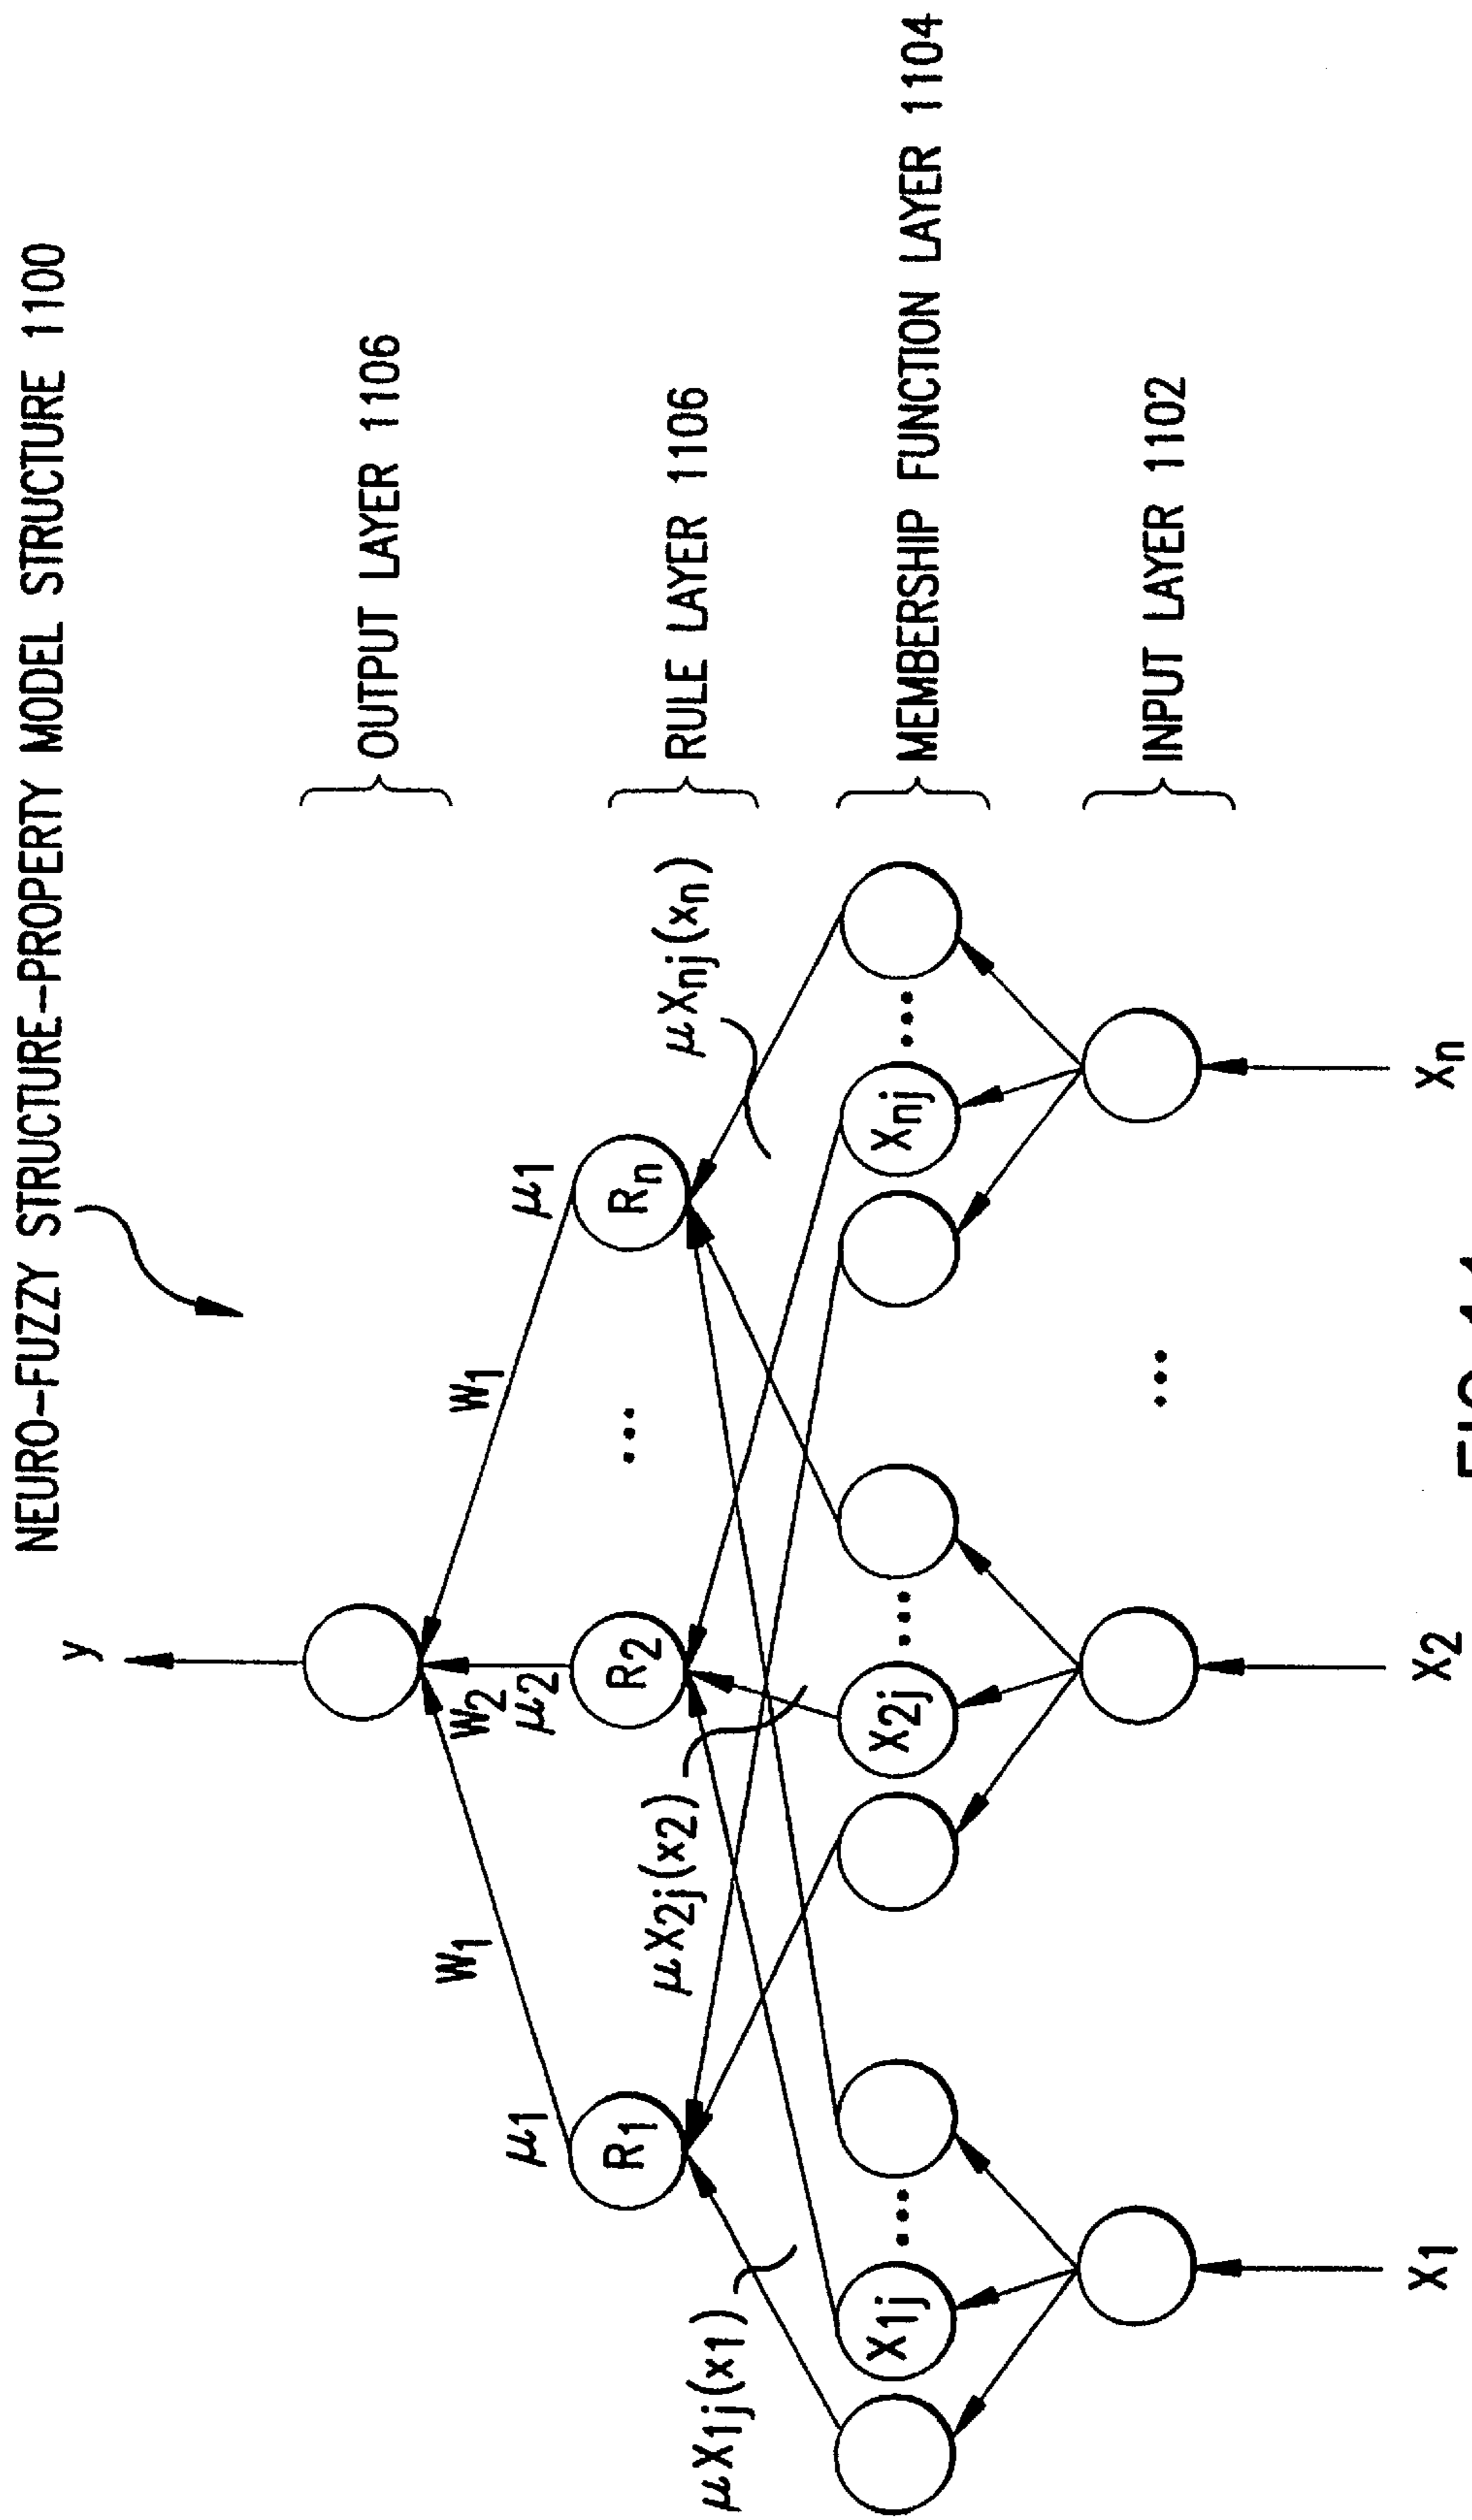 NEURO-FUZZY STRUCTURE-PROPERTY MODEL STRUCTURE 1100
y
OUTPUT LAYER 1106
W1
W2
W1
μ1
μ2
μ1
R1
R2
...
Rn
RULE LAYER 1106
μX1j(x1)
μX2j(x2)
μXnj(xn)
X1j
...
X2j
...
Xnj
...
MEMBERSHIP FUNCTION LAYER 1104
...
INPUT LAYER 1102
X1
X2
Xn